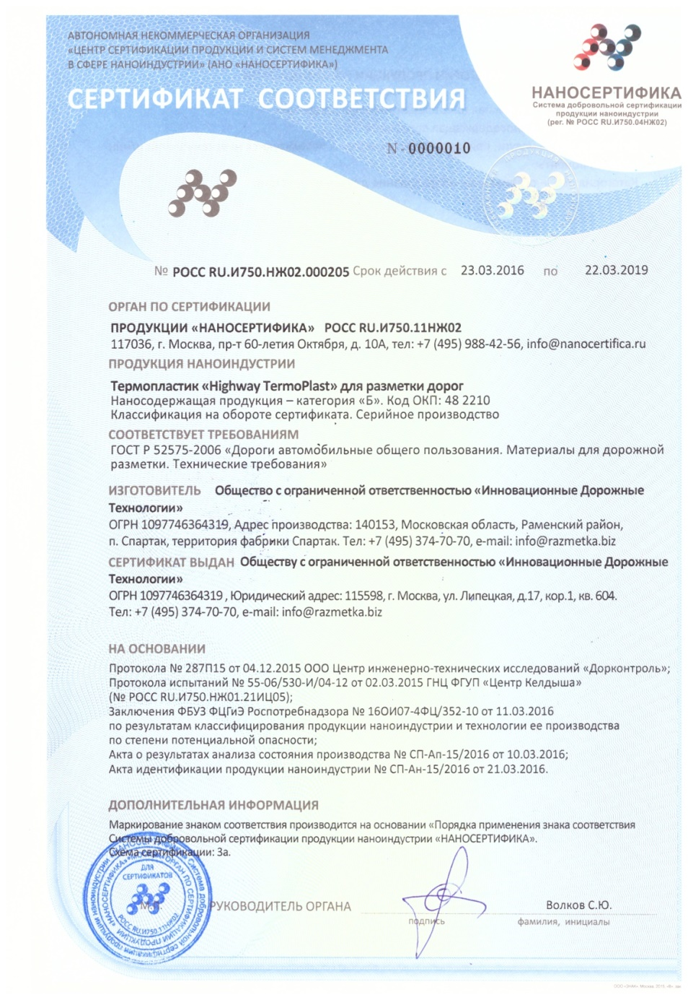 АВТОНОМНАЯ НЕКОММЕРЧЕСКАЯ ОРГАНИЗАЦИЯ
«ЦЕНТР СЕРТИФИКАЦИИ ПРОДУКЦИИ И СИСТЕМ МЕНЕДЖМЕНТА
В СФЕРЕ НАНОИНДУСТРИИ» (АНО «НАНОСЕРТИФИКА»)
СЕРТИФИКАТ СООТВЕТСТВИЯ
НАНОСЕРТИФИКА
Система добровольной сертификации
продукции наноиндустрии
(рег. № РОСС RU.И750.04НЖ02)
N - 0000010
№ РОСС RU.И750.НЖ02.000205 Срок действия с 23.03.2016 по 22.03.2019
ОРГАН ПО СЕРТИФИКАЦИИ
ПРОДУКЦИИ «НАНОСЕРТИФИКА» РОСС RU.И750.11НЖ02
117036, г. Москва, пр-т 60-летия Октября, д. 10А, тел: +7 (495) 988-42-56, info@nanocertifica.ru
ПРОДУКЦИЯ НАНОИНДУСТРИИ
Термопластик «Highway TermoPlast» для разметки дорог
Наносодержащая продукция – категория «Б». Код ОКП: 48 2210
Классификация на обороте сертификата. Серийное производство
СООТВЕТСТВУЕТ ТРЕБОВАНИЯМ
ГОСТ Р 52575-2006 «Дороги автомобильные общего пользования. Материалы для дорожной
разметки. Технические требования»
ИЗГОТОВИТЕЛЬ Общество с ограниченной ответственностью «Инновационные Дорожные
Технологии»
ОГРН 1097746364319, Адрес производства: 140153, Московская область, Раменский район,
п. Спартак, территория фабрики Спартак. Тел: +7 (495) 374-70-70, e-mail: info@razmetka.biz
СЕРТИФИКАТ ВЫДАН Обществу с ограниченной ответственностью «Инновационные Дорожные
Технологии»
ОГРН 1097746364319 , Юридический адрес: 115598, г. Москва, ул. Липецкая, д.17, кор.1, кв. 604.
Тел: +7 (495) 374-70-70, e-mail: info@razmetka.biz
НА ОСНОВАНИИ
Протокола № 287П15 от 04.12.2015 ООО Центр инженерно-технических исследований «Дорконтроль»;
Протокола испытаний № 55-06/530-И/04-12 от 02.03.2015 ГНЦ ФГУП «Центр Келдыша»
(№ РОСС RU.И750.НЖ01.21ИЦ05);
Заключения ФБУЗ ФЦГиЭ Роспотребнадзора № 16ОИ07-4ФЦ/352-10 от 11.03.2016
по результатам классифицирования продукции наноиндустрии и технологии ее производства
по степени потенциальной опасности;
Акта о результатах анализа состояния производства № СП-Ап-15/2016 от 10.03.2016;
Акта идентификации продукции наноиндустрии № СП-Ан-15/2016 от 21.03.2016.
ДОПОЛНИТЕЛЬНАЯ ИНФОРМАЦИЯ
Маркирование знаком соответствия производится на основании «Порядка применения знака соответствия
Системы добровольной сертификации продукции наноиндустрии «НАНОСЕРТИФИКА».
Схема сертификации: 3а.
ДЛЯ
СЕРТИФИКАТОВ
М.П.
РОСС RU.И750.11НЖ02
РУКОВОДИТЕЛЬ ОРГАНА
Волков С.Ю.
подпись
фамилия, инициалы